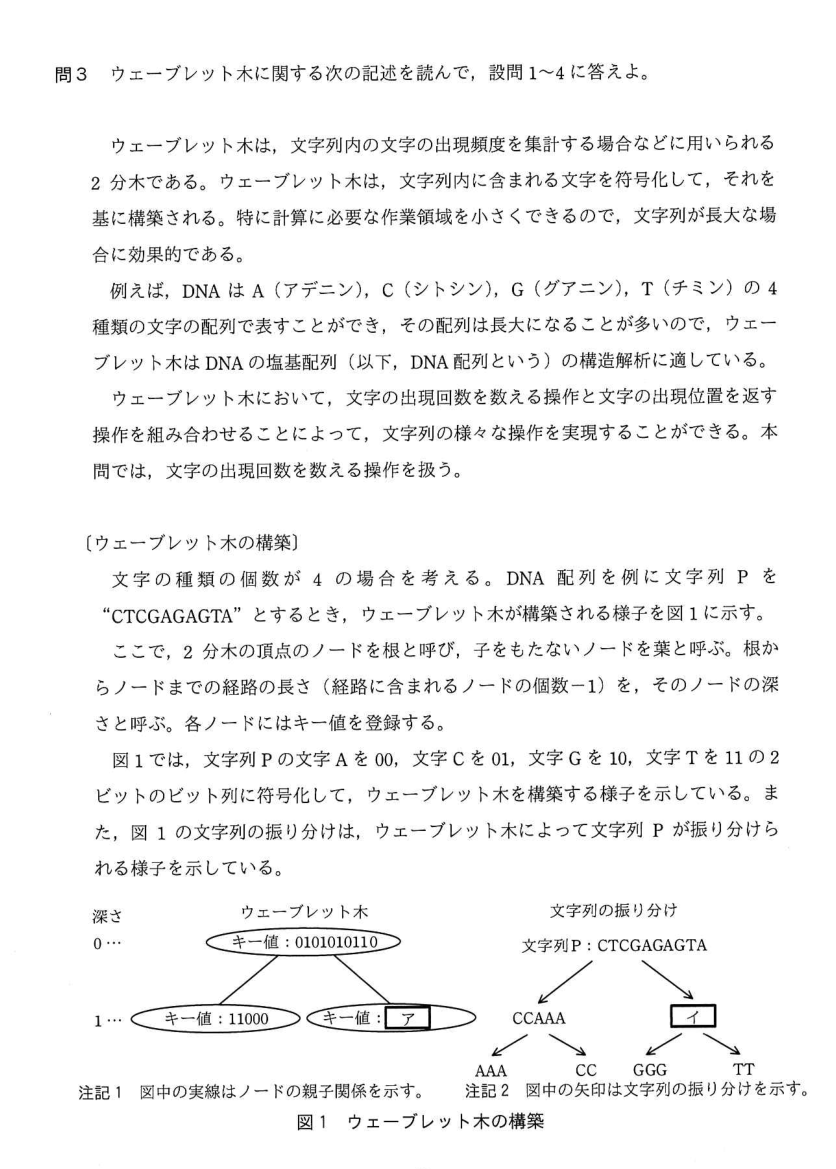 問3 ウェーブレット木に関する次の記述を読んで，設問 1～4 に答えよ。
ウェーブレット木は，文字列内の文字の出現頻度を集計する場合などに用いられる
2 分木である。ウェーブレット木は，文字列内に含まれる文字を符号化して，それを
基に構築される。特に計算に必要な作業領域を小さくできるので，文字列が長大な場
合に効果的である。
例えば，DNA は A（アデニン），C（シトシン），G（グアニン），T（チミン）の 4
種類の文字の配列で表すことができ，その配列は長大になることが多いので，ウェー
ブレット木は DNA の塩基配列（以下，DNA 配列という）の構造解析に適している。
ウェーブレット木において，文字の出現回数を数える操作と文字の出現位置を返す
操作を組み合わせることによって，文字列の様々な操作を実現することができる。本
問では，文字の出現回数を数える操作を扱う。
〔ウェーブレット木の構築〕
文字の種類の個数が 4 の場合を考える。DNA 配列を例に文字列 P を
“CTCGAGAGTA” とするとき，ウェーブレット木が構築される様子を図 1 に示す。
ここで，2 分木の頂点のノードを根と呼び，子をもたないノードを葉と呼ぶ。根か
らノードまでの経路の長さ（経路に含まれるノードの個数－1）を，そのノードの深
さと呼ぶ。各ノードにはキー値を登録する。
図 1 では，文字列 P の文字 A を 00，文字 C を 01，文字 G を 10，文字 T を 11 の 2
ビットのビット列に符号化して，ウェーブレット木を構築する様子を示している。ま
た，図 1 の文字列の振り分けは，ウェーブレット木によって文字列 P が振り分けら
れる様子を示している。
深さ ウェーブレット木 文字列の振り分け
0 … キー値：0101010110 文字列P：CTCGAGAGTA
1 … キー値：11000 キー値：ア CCAAA イ
AAA CC GGG TT
注記 1 図中の実線はノードの親子関係を示す。 注記 2 図中の矢印は文字列の振り分けを示す。
図 1 ウェーブレット木の構築